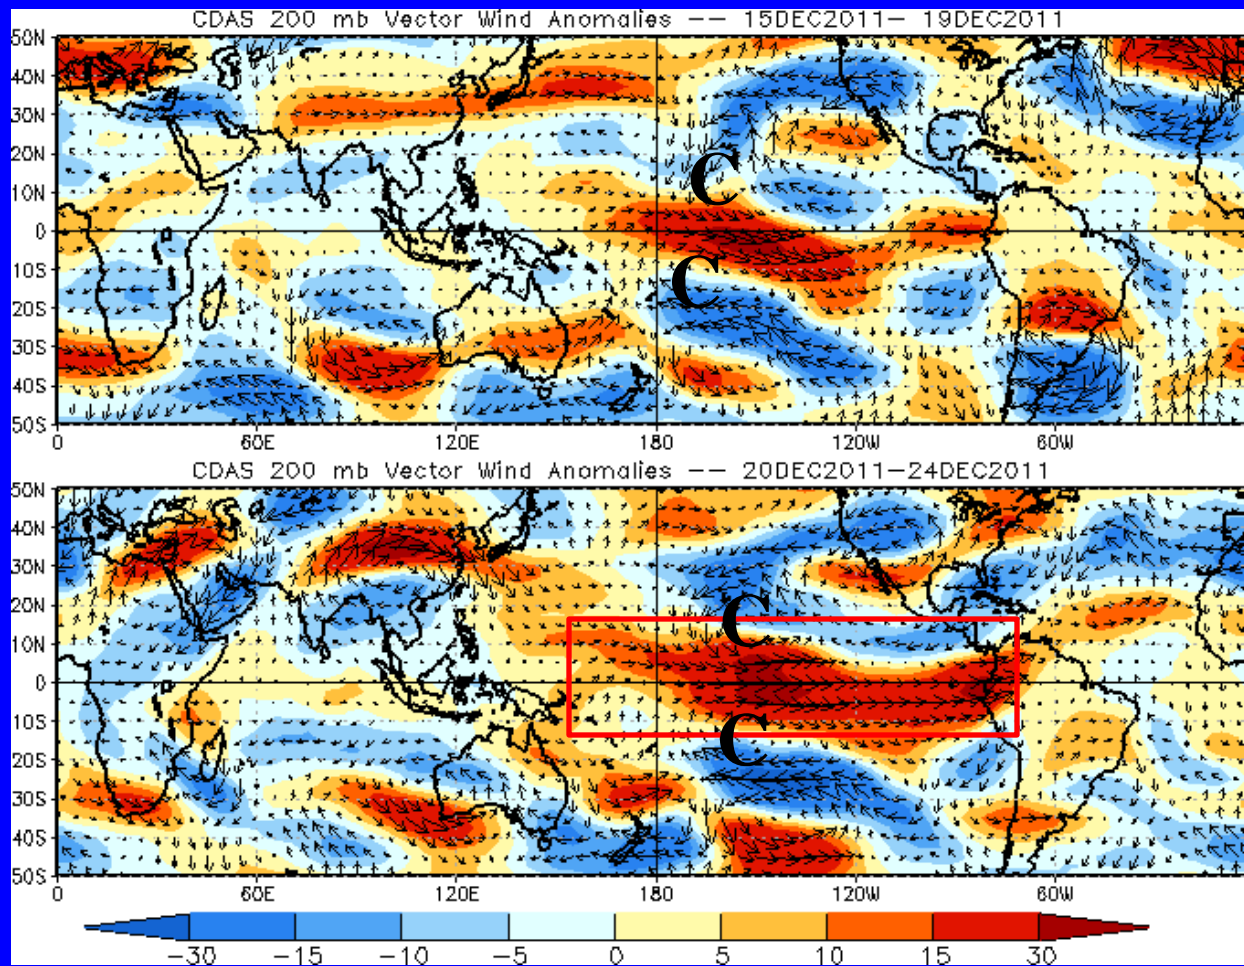 CDAS 200 mb Vector Wind Anomalies -- 15DEC2011- 19DEC2011
50N
40N
30N
20N
C
10N
0
10S
C
20S
30S
40S
50S
0 60E 120E 180 120W 60W
CDAS 200 mb Vector Wind Anomalies -- 20DEC2011-24DEC2011
50N
40N
30N
20N
C
10N
0
10S
C
20S
30S
40S
50S
0 60E 120E 180 120W 60W
-30 -15 -10 -5 0 5 10 15 30